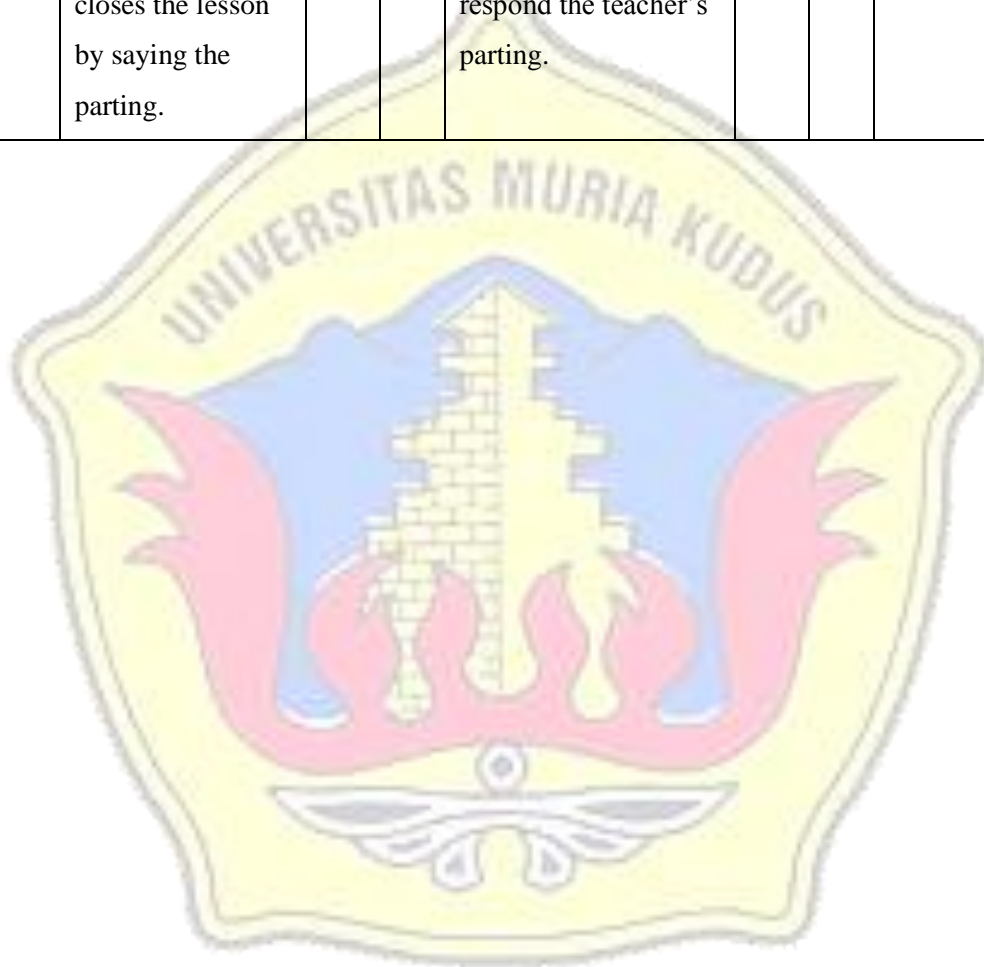 closes the lesson
by saying the
parting.
respond the teacher's
parting.
UNIVERSITAS MURIA KUDUS